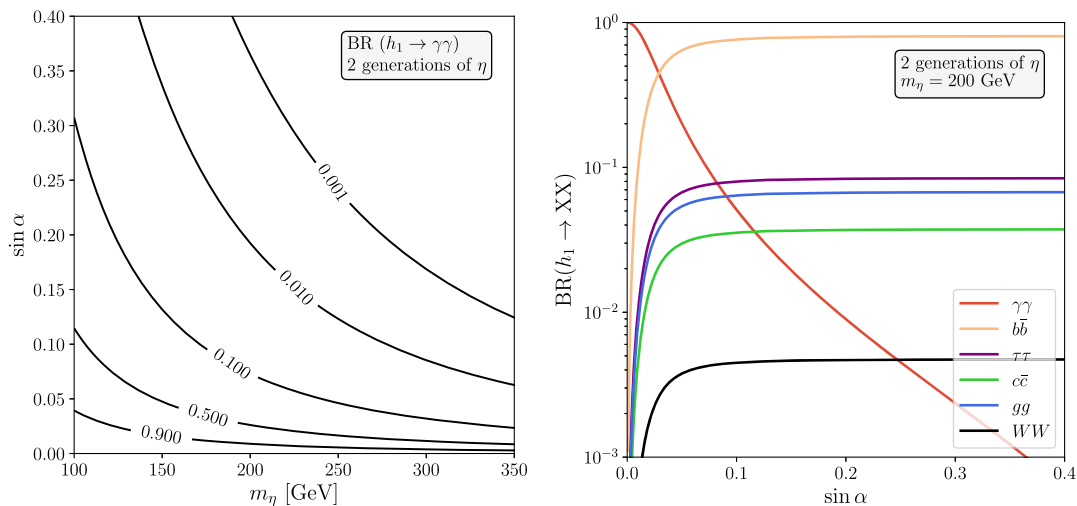 BR (h₁ → γγ)
2 generations of η
0.40
0.35
0.30
0.25
0.20
0.15
0.10
0.05
0.00
sin α
0.001
0.010
0.100
0.500
0.900
100 150 200 250 300 350
m_η [GeV]
2 generations of η
m_η = 200 GeV
10⁰
10⁻¹
10⁻²
10⁻³
BR(h₁ → XX)
γγ
bb̄
ττ
cc̄
gg
WW
0.0 0.1 0.2 0.3 0.4
sin α